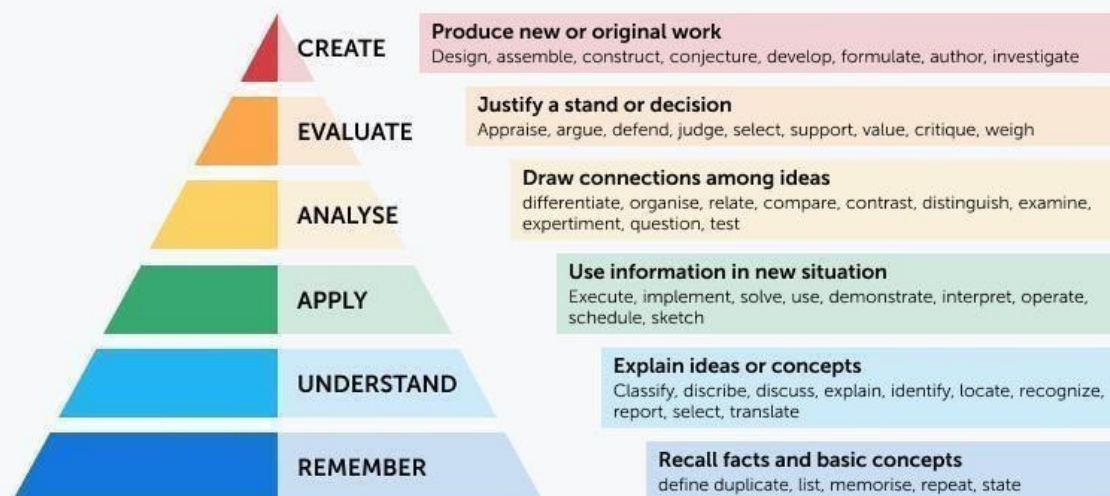 CREATE
Produce new or original work
Design, assemble, construct, conjecture, develop, formulate, author, investigate
EVALUATE
Justify a stand or decision
Appraise, argue, defend, judge, select, support, value, critique, weigh
ANALYSE
Draw connections among ideas
differentiate, organise, relate, compare, contrast, distinguish, examine,
expertiment, question, test
APPLY
Use information in new situation
Execute, implement, solve, use, demonstrate, interpret, operate,
schedule, sketch
UNDERSTAND
Explain ideas or concepts
Classify, discribe, discuss, explain, identify, locate, recognize,
report, select, translate
REMEMBER
Recall facts and basic concepts
define duplicate, list, memorise, repeat, state